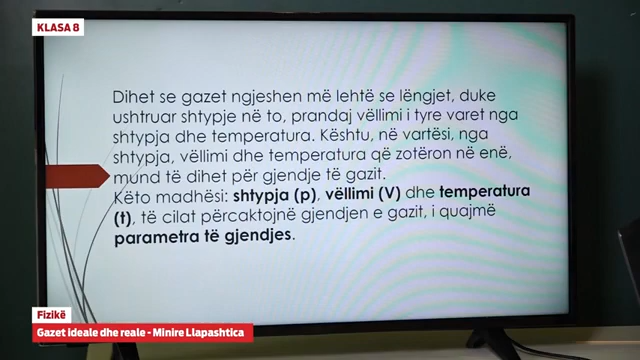 KLASA 8
Dihet se gazet ngjeshen më lehtë se lëngjet, duke
ushtruar shtypje në to, prandaj vëllimi i tyre varet nga
shtypja dhe temperatura. Kështu, në vartësi, nga
shtypja, vëllimi dhe temperatura që zotëron në enë,
mund të dihet për gjendje të gazit.
Këto madhësi: shtypja (p), vëllimi (V) dhe temperatura
(t), të cilat përcaktojnë gjendjen e gazit, i quajmë
parametra të gjendjes.
Fizikë
Gazet ideale dhe reale - Minire Llapashtica